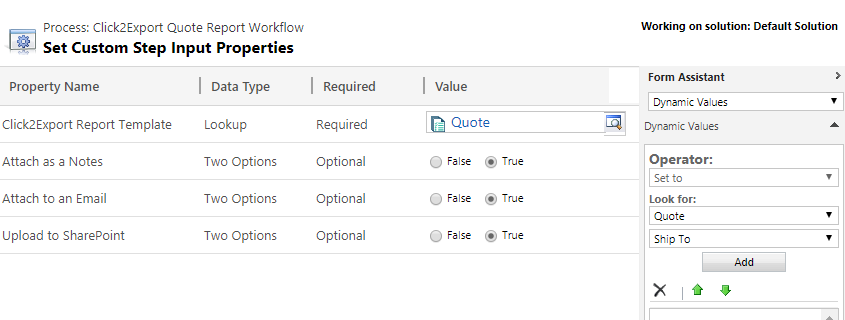 Process: Click2Export Quote Report Workflow
Set Custom Step Input Properties
Working on solution: Default Solution
Property Name Data Type Required Value
Click2Export Report Template Lookup Required Quote
Attach as a Notes Two Options Optional False True
Attach to an Email Two Options Optional False True
Upload to SharePoint Two Options Optional False True
Form Assistant
Dynamic Values
Dynamic Values
Operator:
Set to
Look for:
Quote
Ship To
Add